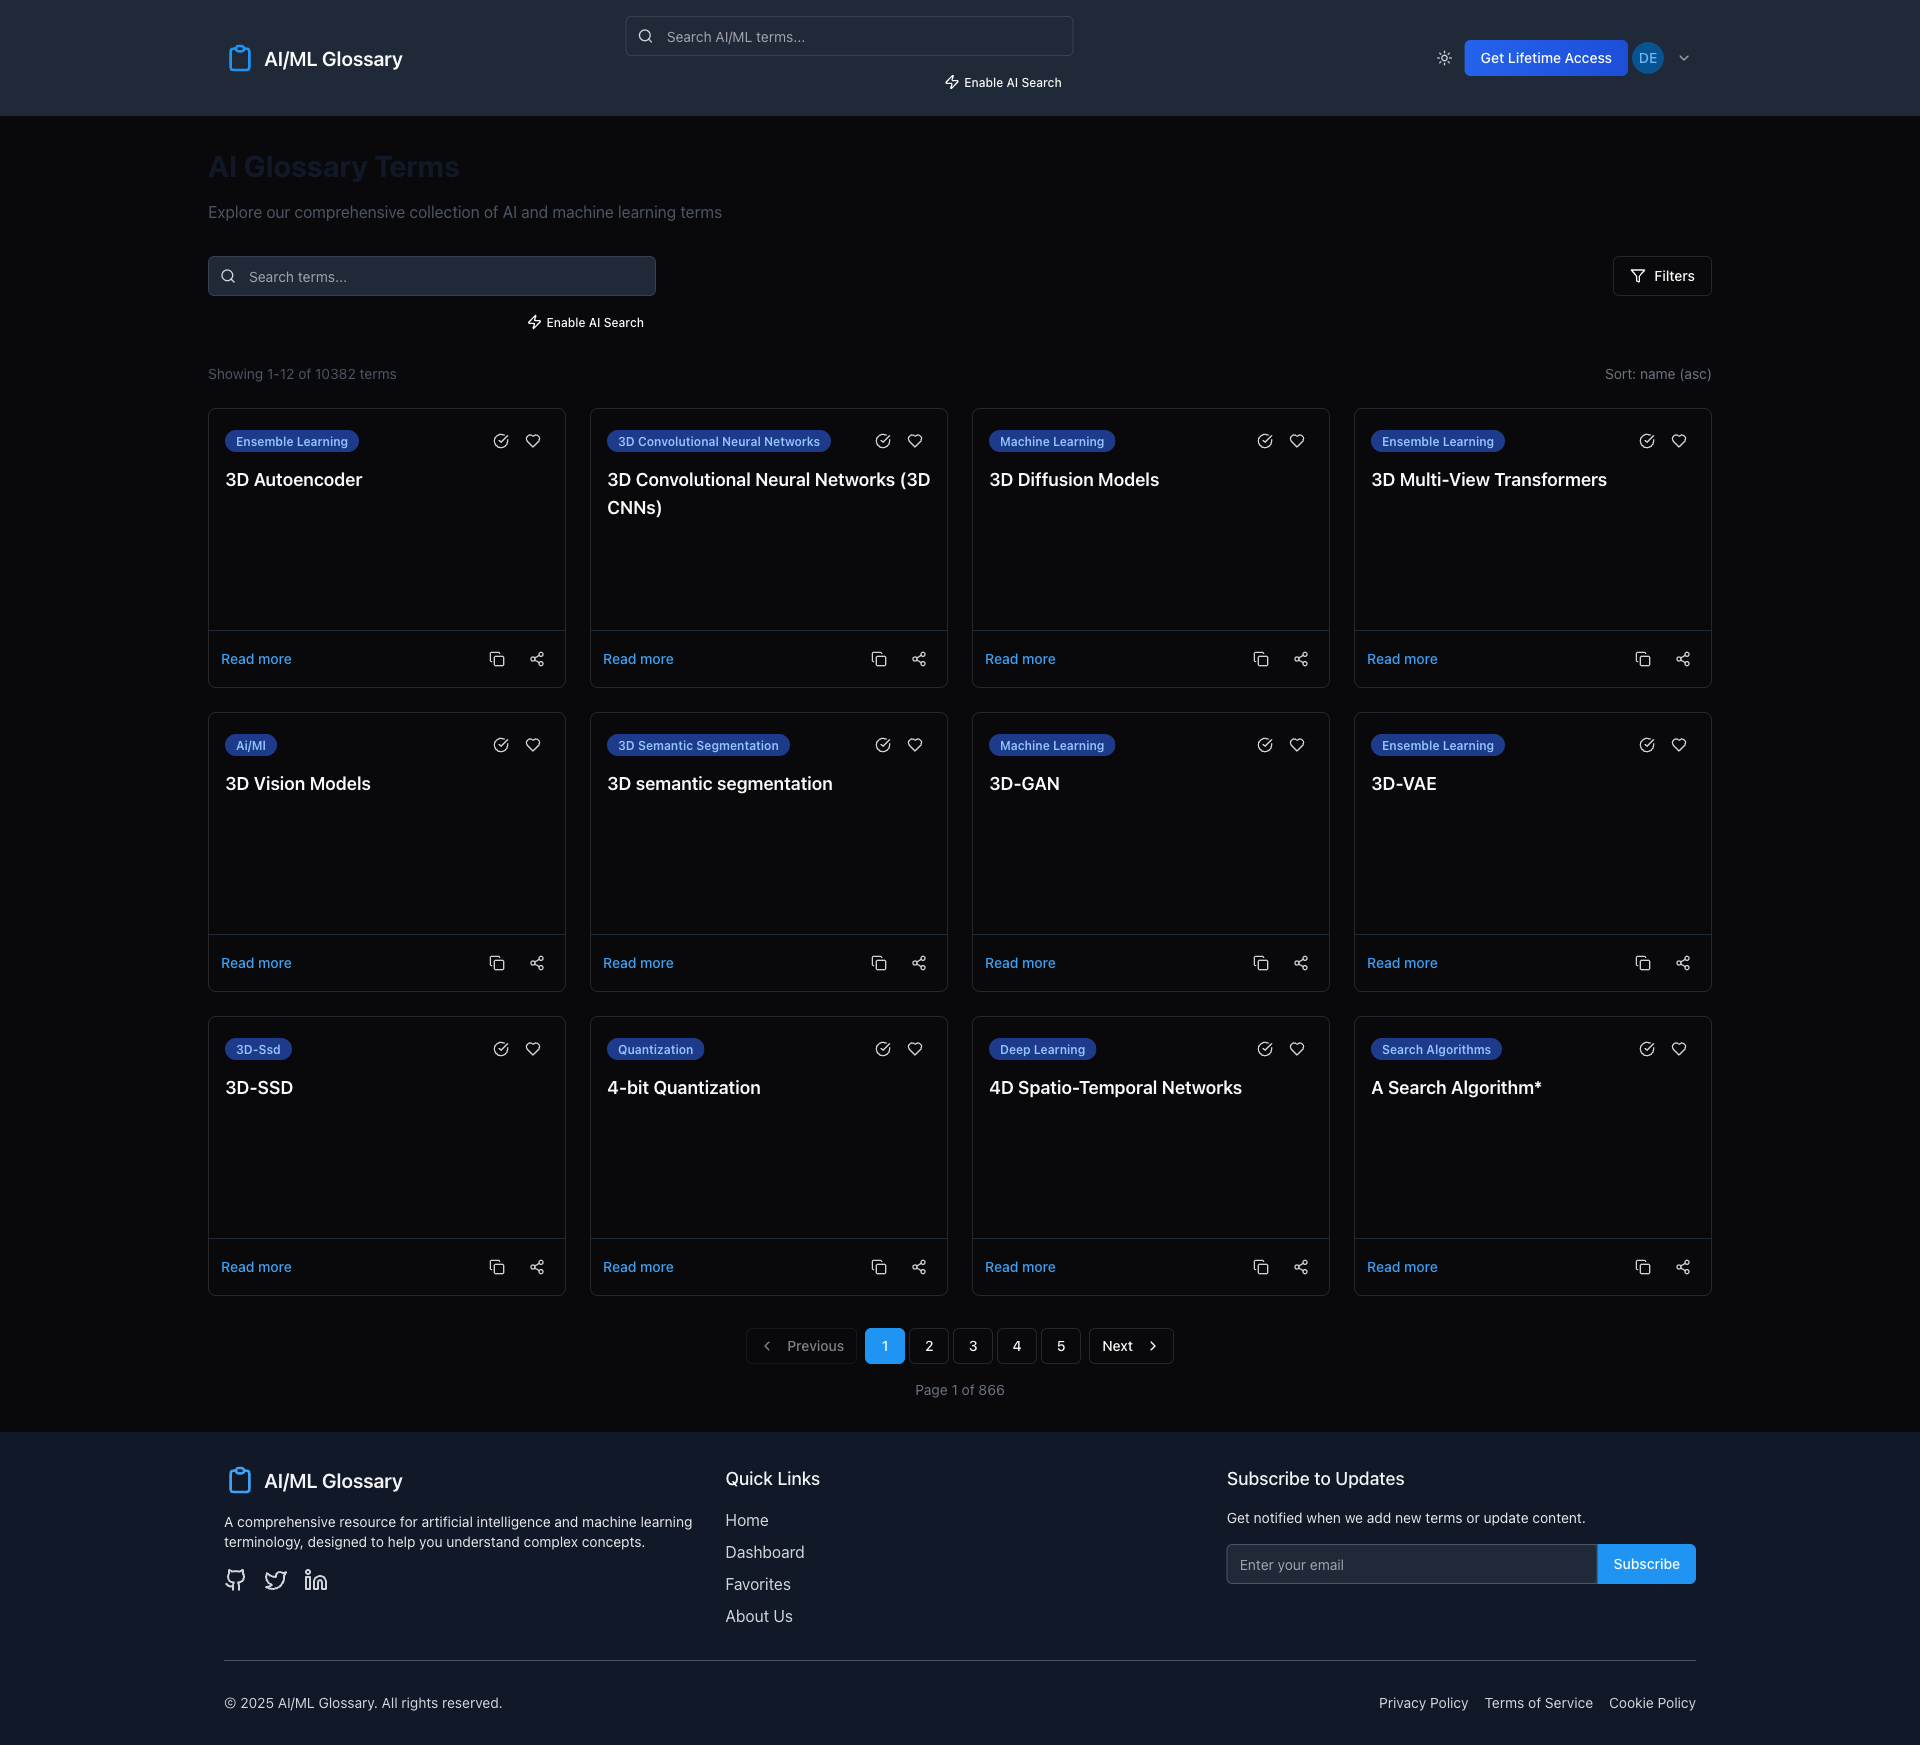 AI/ML Glossary
Search AI/ML terms...
Enable AI Search
Get Lifetime Access
DE
AI Glossary Terms
Explore our comprehensive collection of AI and machine learning terms
Search terms...
Filters
Enable AI Search
Showing 1-12 of 10382 terms
Sort: name (asc)
Ensemble Learning
3D Autoencoder
Read more
3D Convolutional Neural Networks
3D Convolutional Neural Networks (3D
CNNs)
Read more
Machine Learning
3D Diffusion Models
Read more
Ensemble Learning
3D Multi-View Transformers
Read more
Ai/Ml
3D Vision Models
Read more
3D Semantic Segmentation
3D semantic segmentation
Read more
Machine Learning
3D-GAN
Read more
Ensemble Learning
3D-VAE
Read more
3D-Ssd
3D-SSD
Read more
Quantization
4-bit Quantization
Read more
Deep Learning
4D Spatio-Temporal Networks
Read more
Search Algorithms
A Search Algorithm*
Read more
Previous 1 2 3 4 5 Next
Page 1 of 866
AI/ML Glossary
A comprehensive resource for artificial intelligence and machine learning
terminology, designed to help you understand complex concepts.
Quick Links
Home
Dashboard
Favorites
About Us
Subscribe to Updates
Get notified when we add new terms or update content.
Enter your email
Subscribe
© 2025 AI/ML Glossary. All rights reserved.
Privacy Policy Terms of Service Cookie Policy